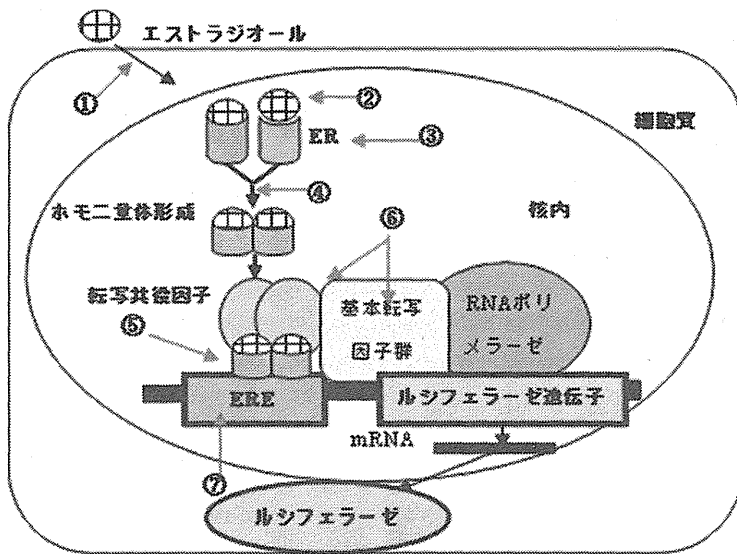 エストラジオール
①
②
ER
③
細胞質
④
ホモ二量体形成
核内
⑥
転写共役因子
基本転写
因子群
RNAポリ
メラーゼ
⑤
ERE
ルシフェラーゼ遺伝子
mRNA
⑦
ルシフェラーゼ